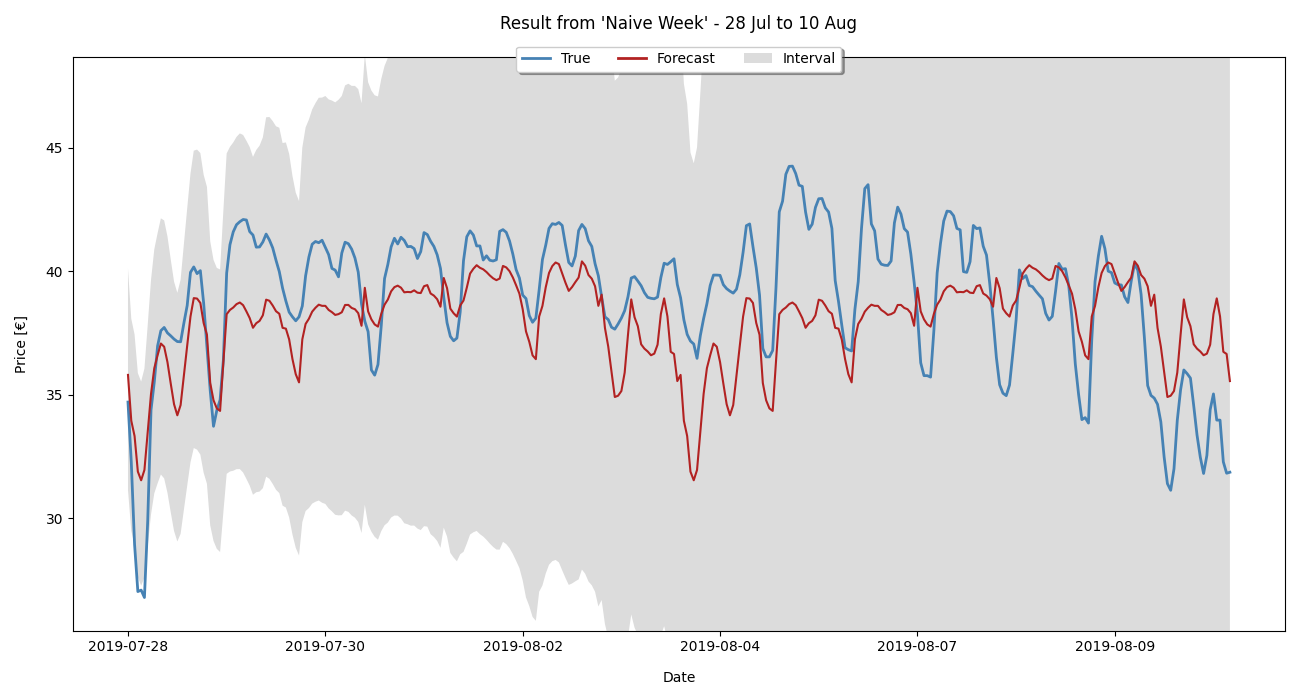 Result from 'Naive Week' - 28 Jul to 10 Aug
True
Forecast
Interval
45
40
35
30
Price [€]
2019-07-28
2019-07-30
2019-08-02
2019-08-04
2019-08-07
2019-08-09
Date